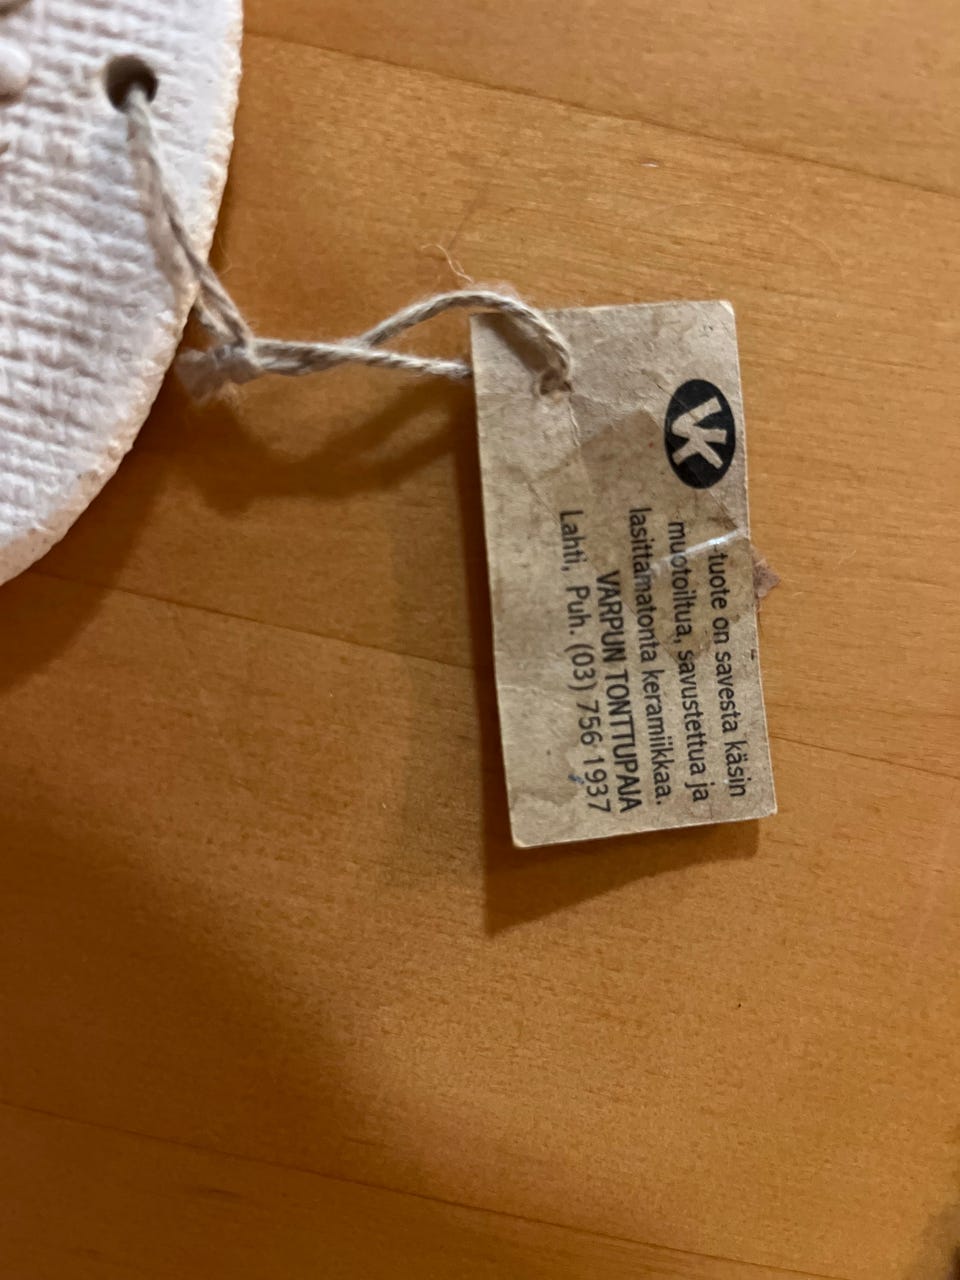 VK
-tuote on savesta käsin
muotoiltua, savustettua ja
lasittamatonta keramiikkaa.
VARPUN TONTTUPAJA
Lahti, Puh. (03) 756 1937